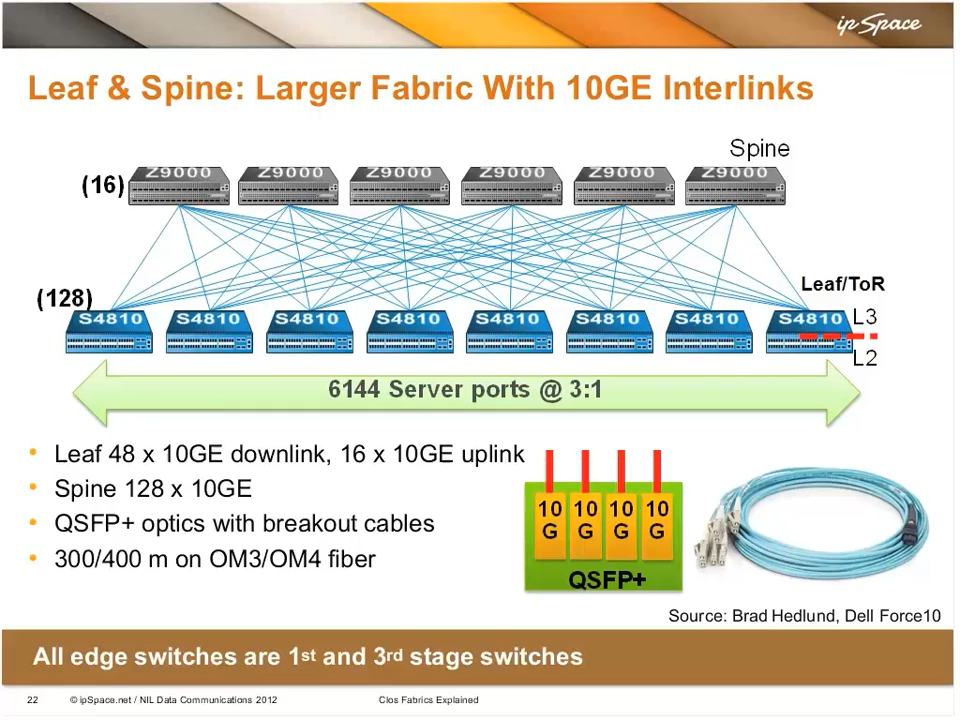 ipSpace
Leaf & Spine: Larger Fabric With 10GE Interlinks
Spine
(16)
Z9000 Z9000 Z9000 Z9000 Z9000 Z9000
Leaf/ToR
(128)
S4810 S4810 S4810 S4810 S4810 S4810 S4810 S4810
L3
L2
6144 Server ports @ 3:1
• Leaf 48 x 10GE downlink, 16 x 10GE uplink
• Spine 128 x 10GE
• QSFP+ optics with breakout cables
• 300/400 m on OM3/OM4 fiber
10 10 10 10
G G G G
QSFP+
Source: Brad Hedlund, Dell Force10
All edge switches are 1st and 3rd stage switches
22 © ipSpace.net / NIL Data Communications 2012 Clos Fabrics Explained